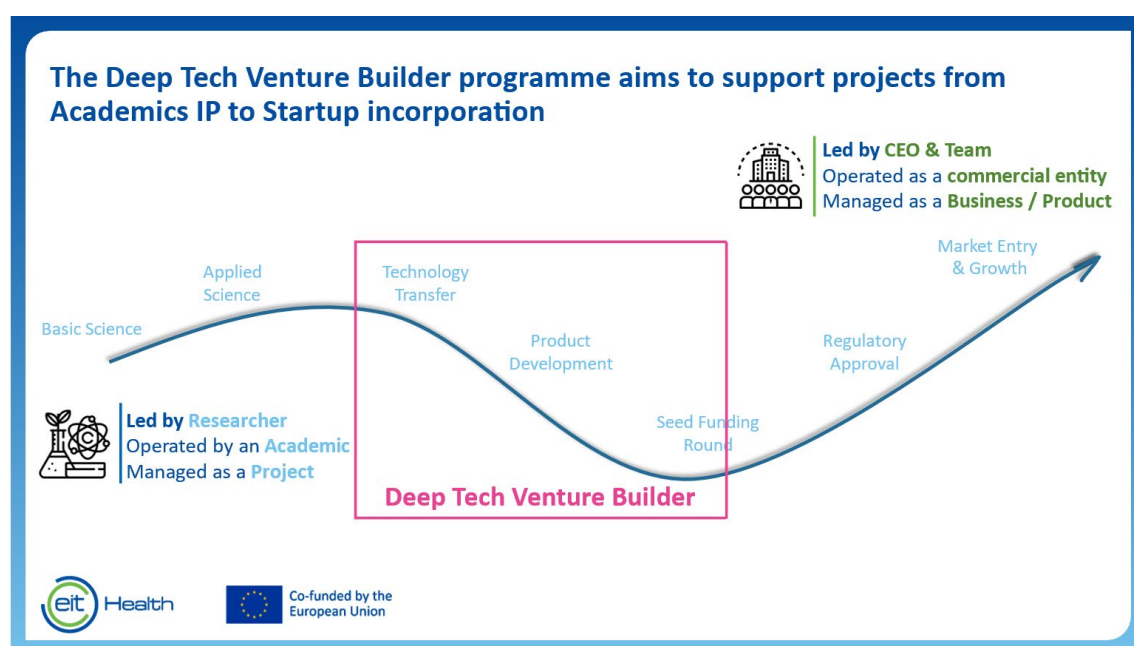 The Deep Tech Venture Builder programme aims to support projects from
Academics IP to Startup incorporation
Led by CEO & Team
Operated as a commercial entity
Managed as a Business / Product
Market Entry
& Growth
Applied
Science
Technology
Transfer
Basic Science
Product
Development
Regulatory
Approval
Seed Funding
Round
Led by Researcher
Operated by an Academic
Managed as a Project
Deep Tech Venture Builder
eit Health
Co-funded by the
European Union
C